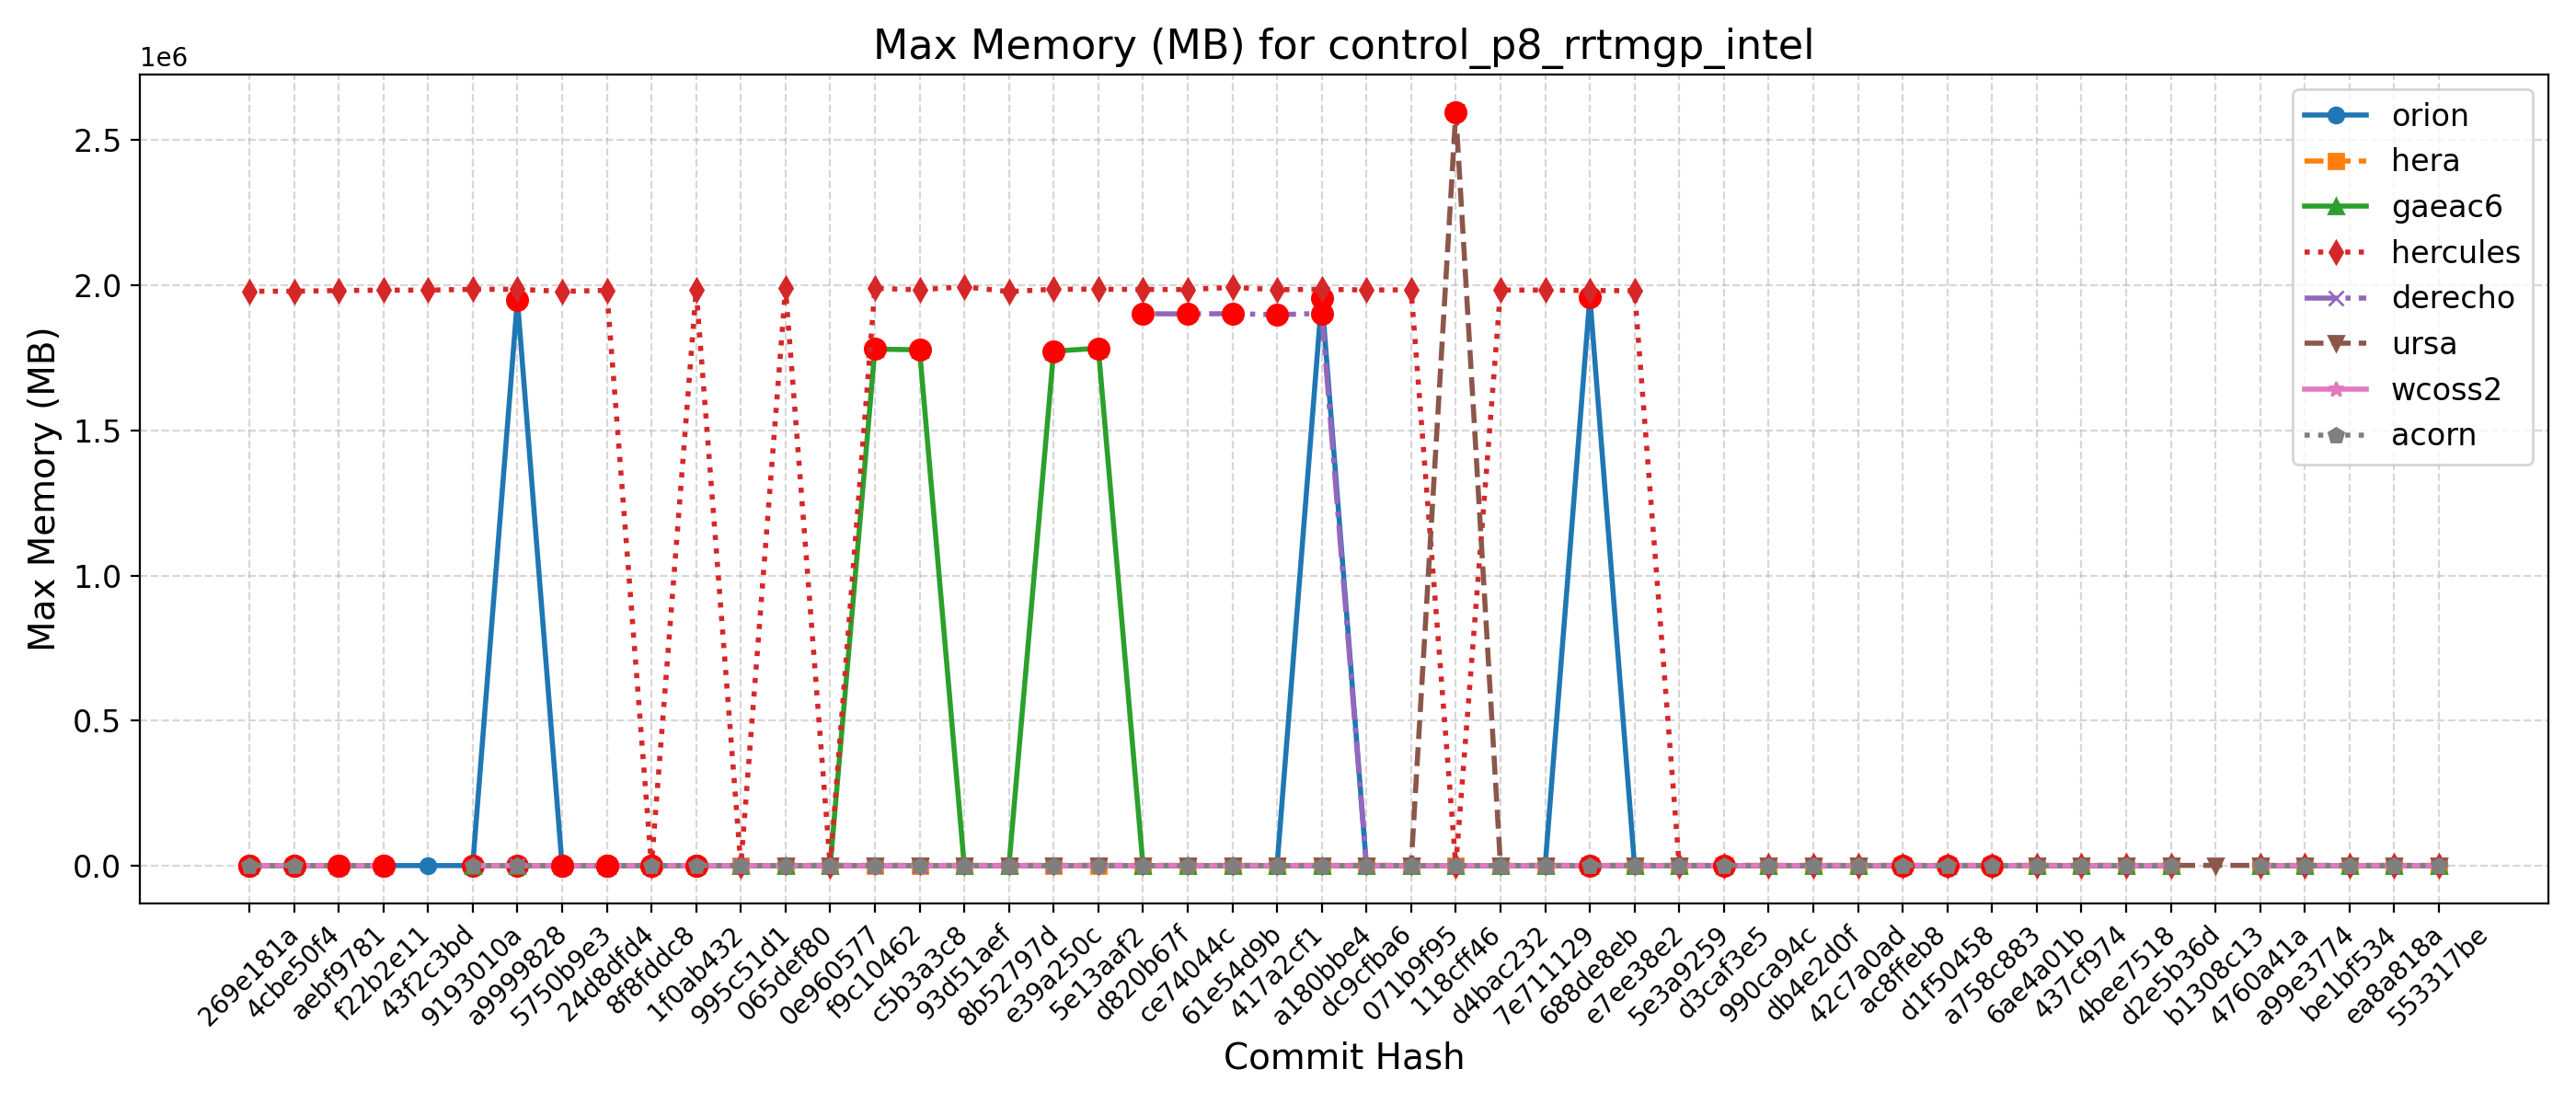 Max Memory (MB) for control_p8_rrtmgp_intel
1e6
2.5
2.0
1.5
1.0
0.5
0.0
Max Memory (MB)
orion
hera
gaeac6
hercules
derecho
ursa
wcoss2
acorn
269e181a
4cbe50f4
aebf9781
f22b2e11
43f2c3bd
9193010a
a9999828
5750b9e3
24d8dfd4
8f8fddc8
1f0ab432
995c51d1
065def80
0e960577
f9c10462
c5b3a3c8
93d51aef
8b52797d
e39a250c
5e13aaf2
d820b67f
ce74044c
61e54d9b
417a2cf1
a180bbe4
dc9cfba6
071b9f95
118cff46
d4bac232
7e711129
688de8eb
e7ee38e2
5e3a9259
d3caf3e5
990ca94c
db4e2d0f
42c7a0ad
ac8ffeb8
d1f50458
a758c883
6ae4a01b
437cf974
4bee7518
d2e5b36d
b1308c13
4760a41a
a99e3774
be1bf534
ea8a818a
553317be
Commit Hash